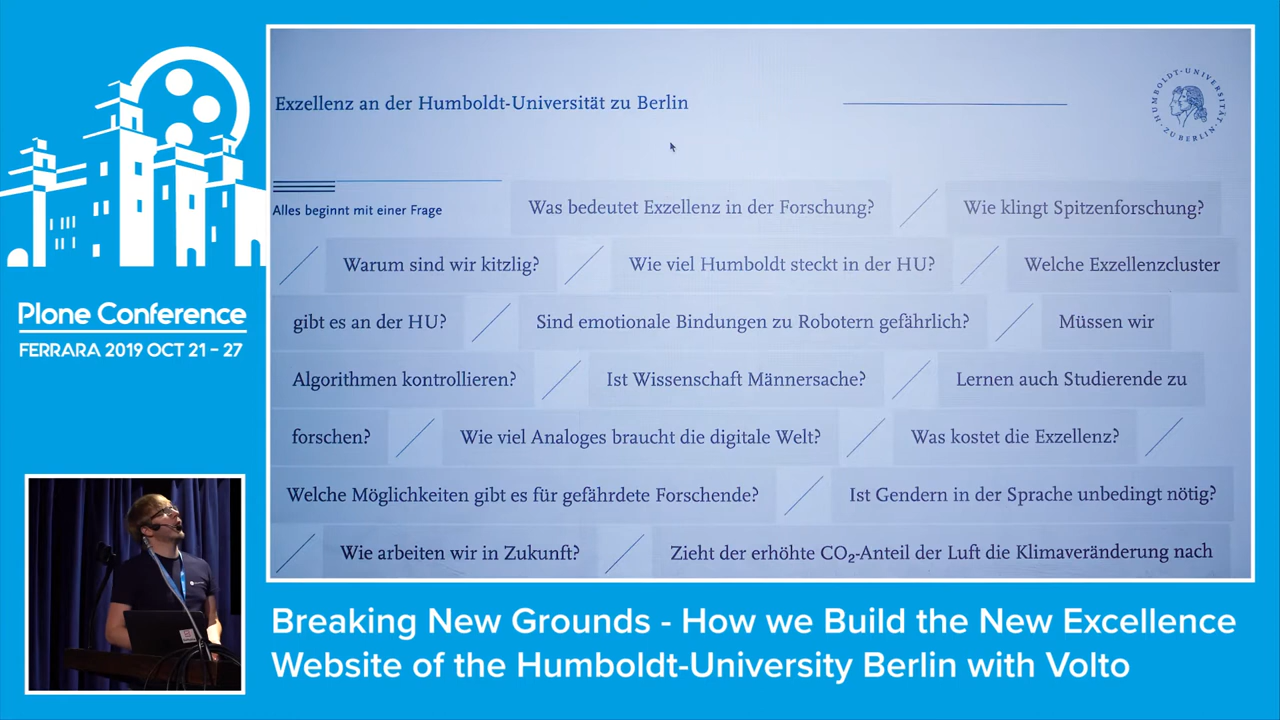 Exzellenz an der Humboldt-Universität zu Berlin
HUMBOLDT-UNIVERSITÄT ZU BERLIN
Alles beginnt mit einer Frage
Was bedeutet Exzellenz in der Forschung? / Wie klingt Spitzenforschung?
/ Warum sind wir kitzlig? / Wie viel Humboldt steckt in der HU? / Welche Exzellenzcluster
gibt es an der HU? / Sind emotionale Bindungen zu Robotern gefährlich? / Müssen wir
Algorithmen kontrollieren? / Ist Wissenschaft Männersache? / Lernen auch Studierende zu
forschen? / Wie viel Analoges braucht die digitale Welt? / Was kostet die Exzellenz? /
Welche Möglichkeiten gibt es für gefährdete Forschende? / Ist Gendern in der Sprache unbedingt nötig?
/ Wie arbeiten wir in Zukunft? / Zieht der erhöhte CO₂-Anteil der Luft die Klimaveränderung nach
Plone Conference
FERRARA 2019 OCT 21 - 27
Breaking New Grounds - How we Build the New Excellence
Website of the Humboldt-University Berlin with Volto